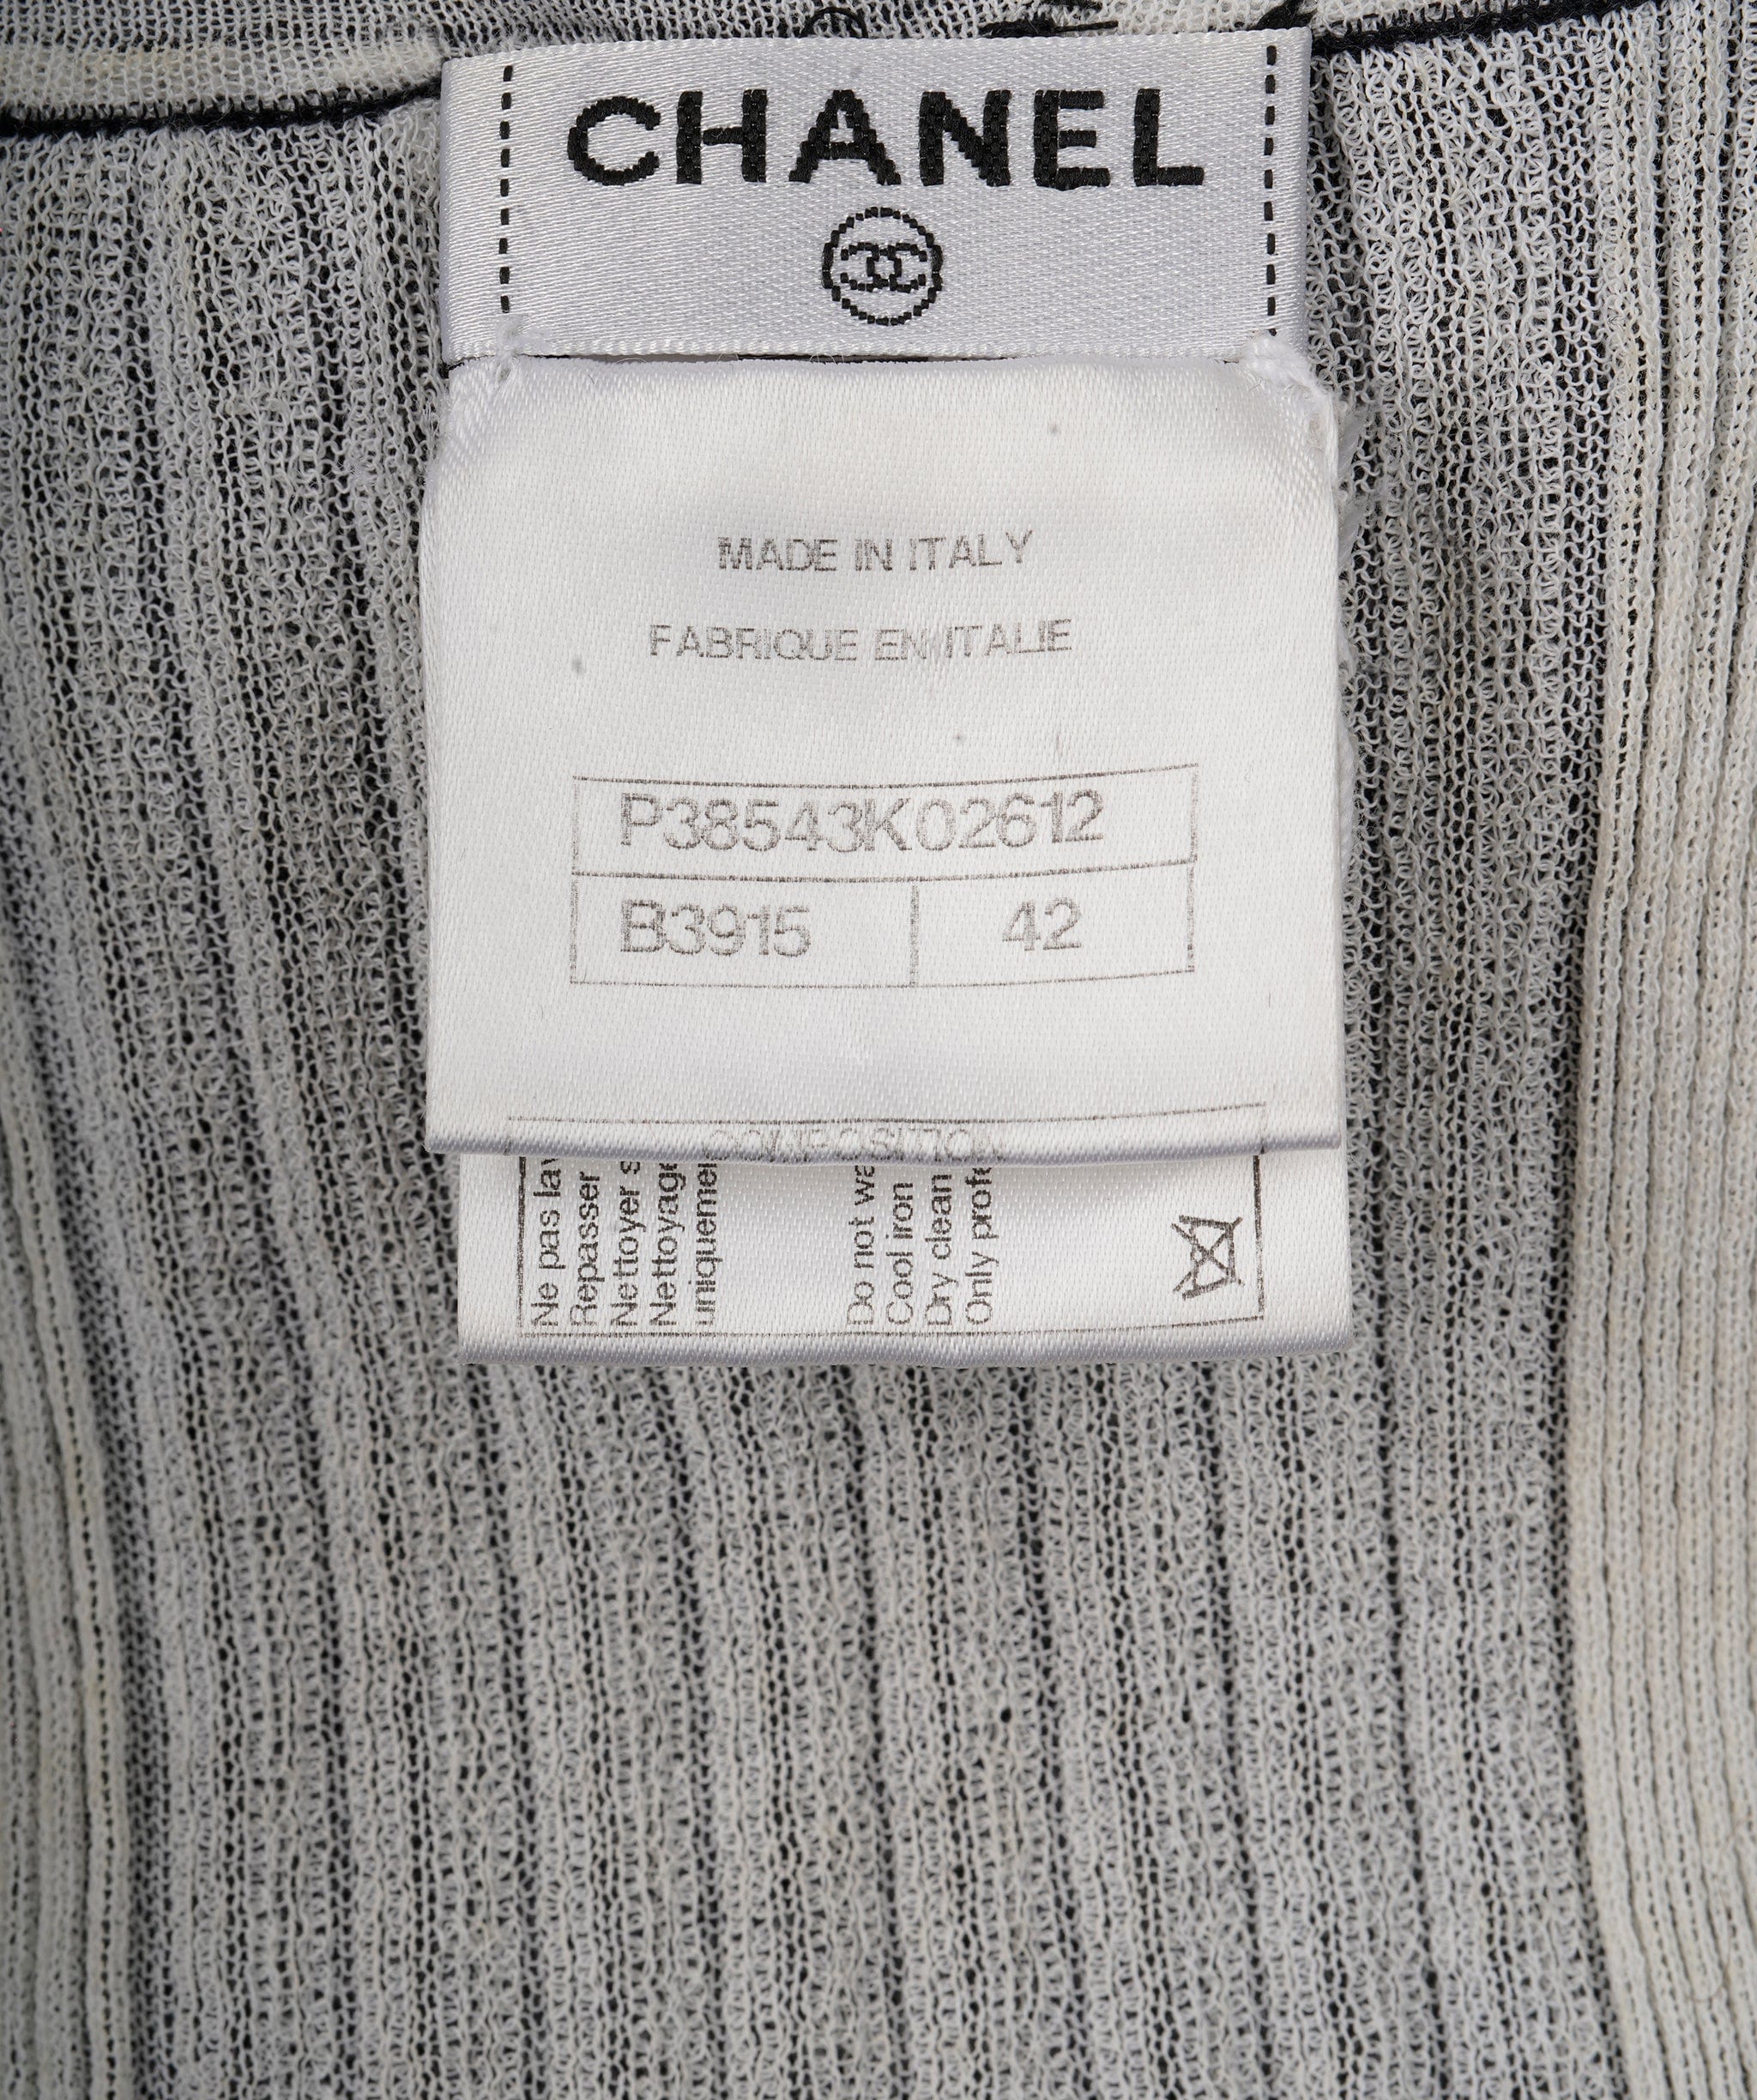 CHANEL
MADE IN ITALY
FABRIQUE EN ITALIE
P38543K02612
B3915 42
COMPOSITION
Ne pas lav
Repasser
Nettoyer s
Nettoyage
uniquemen
Do not wa
Cool iron
Dry clean
Only profe